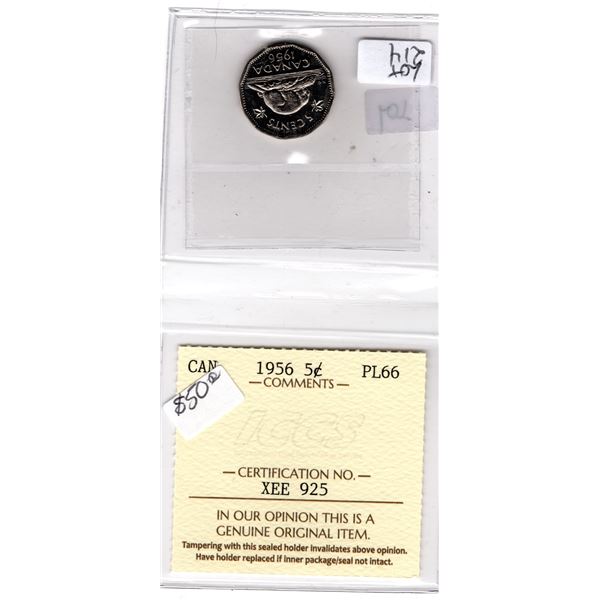 LOT
214
LOT
5 CENTS
CANADA
1956
CAN 1956 5¢ PL66
COMMENTS
$50.00
ICCS
CERTIFICATION NO.
XEE 925
IN OUR OPINION THIS IS A
GENUINE ORIGINAL ITEM.
Tampering with this sealed holder invalidates above opinion.
Have holder replaced if inner package/seal not intact.